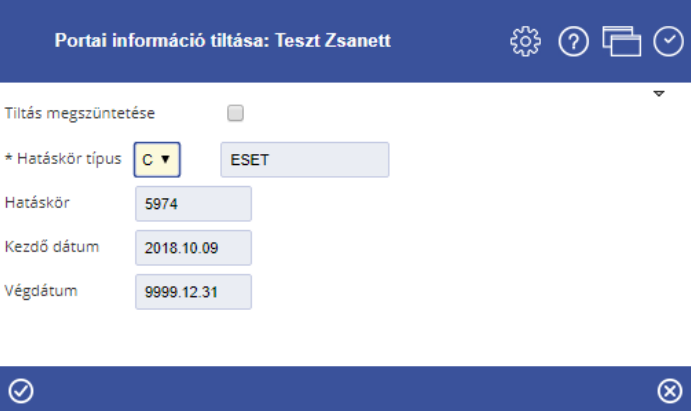 Portai információ tiltása: Teszt Zsanett
Tiltás megszüntetése
* Hatáskör típus C ESET
Hatáskör 5974
Kezdő dátum 2018.10.09
Végdátum 9999.12.31